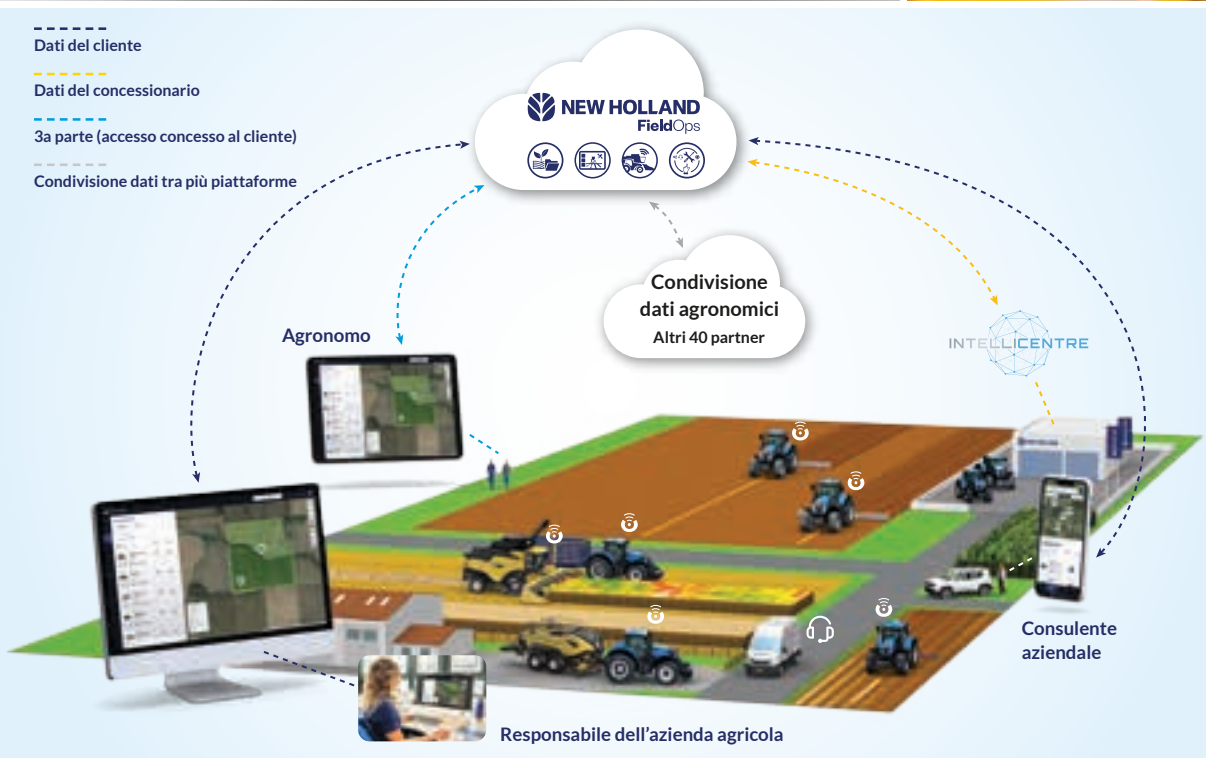 Dati del cliente
Dati del concessionario
3a parte (accesso concesso al cliente)
Condivisione dati tra più piattaforme
NEW HOLLAND
FieldOps
Condivisione
dati agronomici
Altri 40 partner
Agronomo
INTELLICENTRE
Consulente
aziendale
Responsabile dell'azienda agricola